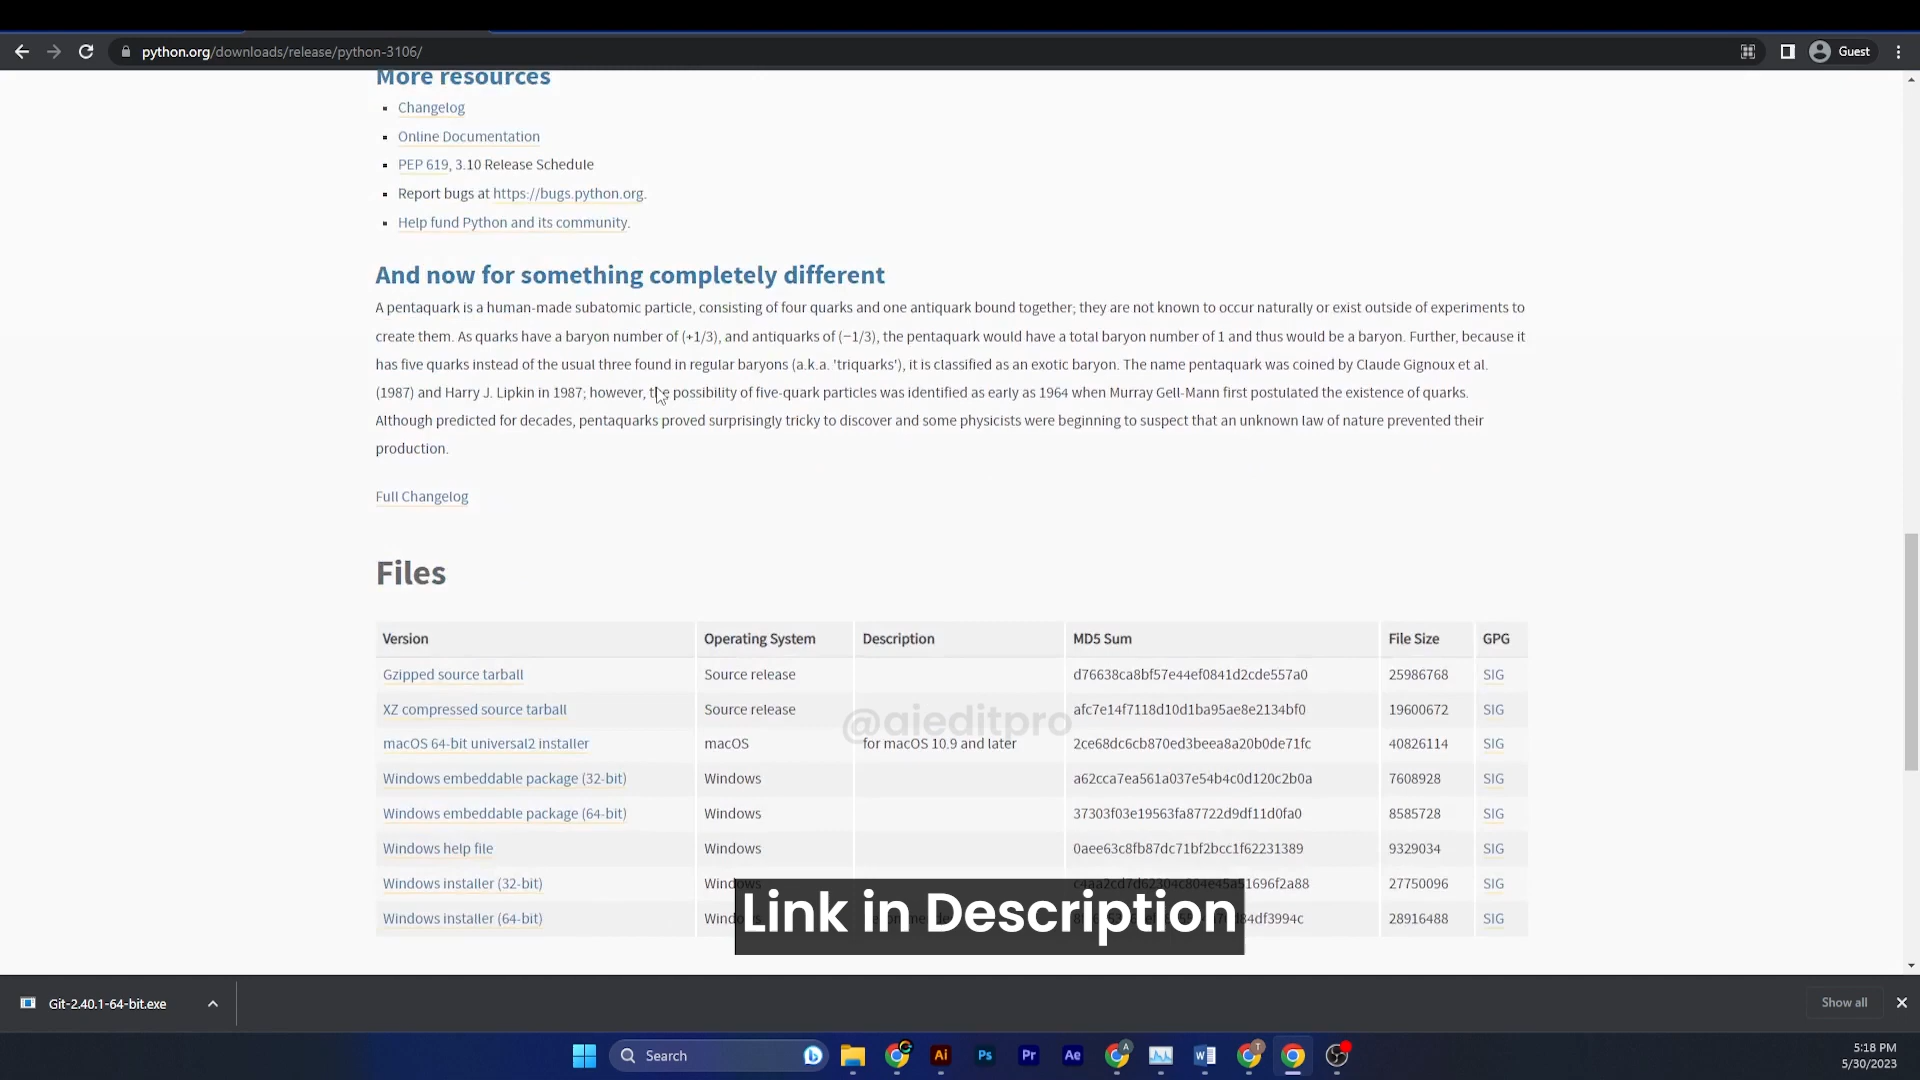 python.org/downloads/release/python-3106/
Guest
More resources
Changelog
Online Documentation
PEP 619, 3.10 Release Schedule
Report bugs at https://bugs.python.org.
Help fund Python and its community.
And now for something completely different
A pentaquark is a human-made subatomic particle, consisting of four quarks and one antiquark bound together; they are not known to occur naturally or exist outside of experiments to
create them. As quarks have a baryon number of (+1/3), and antiquarks of (−1/3), the pentaquark would have a total baryon number of 1 and thus would be a baryon. Further, because it
has five quarks instead of the usual three found in regular baryons (a.k.a. 'triquarks'), it is classified as an exotic baryon. The name pentaquark was coined by Claude Gignoux et al.
(1987) and Harry J. Lipkin in 1987; however, the possibility of five-quark particles was identified as early as 1964 when Murray Gell-Mann first postulated the existence of quarks.
Although predicted for decades, pentaquarks proved surprisingly tricky to discover and some physicists were beginning to suspect that an unknown law of nature prevented their
production.
Full Changelog
Files
Version Operating System Description MD5 Sum File Size GPG
Gzipped source tarball Source release d76638ca8bf57e44ef0841d2cde557a0 25986768 SIG
XZ compressed source tarball Source release afc7e14f7118d10d1ba95ae8e2134bf0 19600672 SIG
@aieditpro
macOS 64-bit universal2 installer macOS for macOS 10.9 and later 2ce68dc6cb870ed3beea8a20b0de71fc 40826114 SIG
Windows embeddable package (32-bit) Windows a62cca7ea561a037e54b4c0d120c2b0a 7608928 SIG
Windows embeddable package (64-bit) Windows 37303f03e19563fa87722d9df11d0fa0 8585728 SIG
Windows help file Windows 0aee63c8fb87dc71bf2bcc1f62231389 9329034 SIG
Windows installer (32-bit) Windows 27750096 SIG
Windows installer (64-bit) 28916488 SIG
Link in Description
Git-2.40.1-64-bit.exe
Show all
Search
Ai
Ps
Pr
Ae
A
T
5:18 PM
5/30/2023